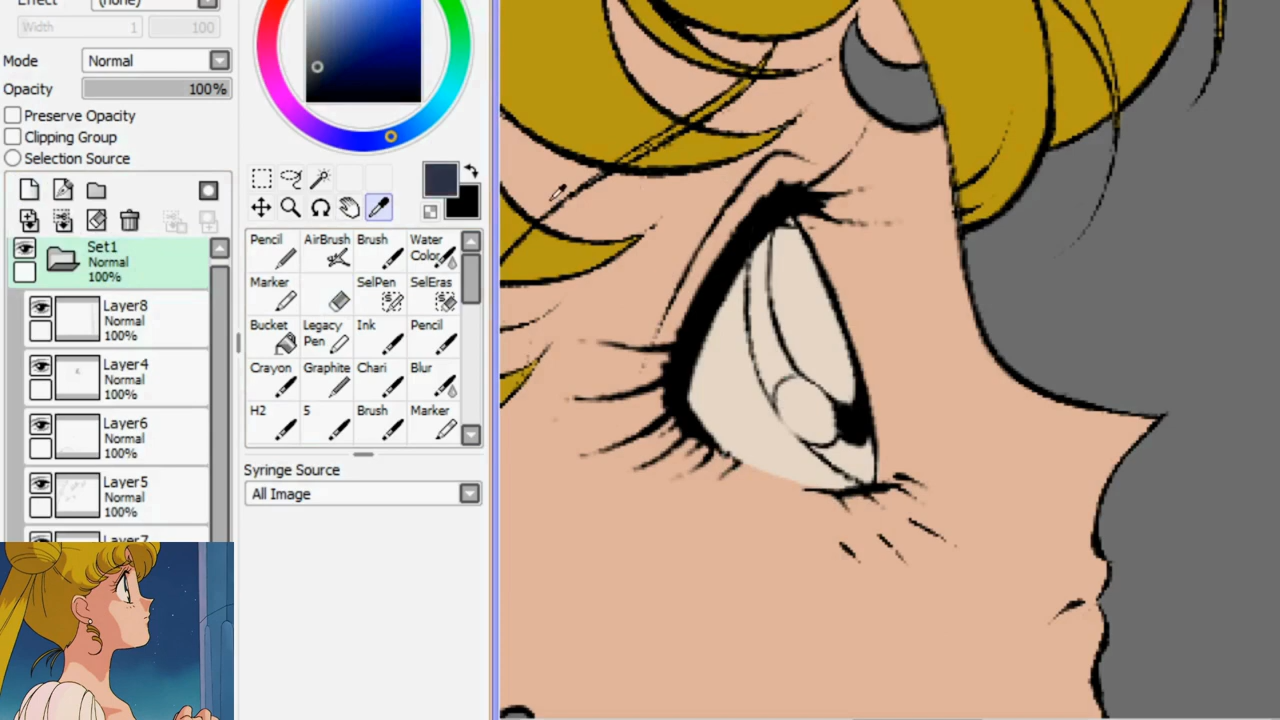 Effect (none)
Width 1 100
Mode Normal
Opacity 100%
Preserve Opacity
Clipping Group
Selection Source
Set1
Normal
100%
Layer8
Normal
100%
Layer4
Normal
100%
Layer6
Normal
100%
Layer5
Normal
100%
Layer7
Pencil AirBrush Brush Water Color
Marker SelPen SelEras
Bucket Legacy Pen Ink Pencil
Crayon Graphite Chari Blur
H2 5 Brush Marker
Syringe Source
All Image